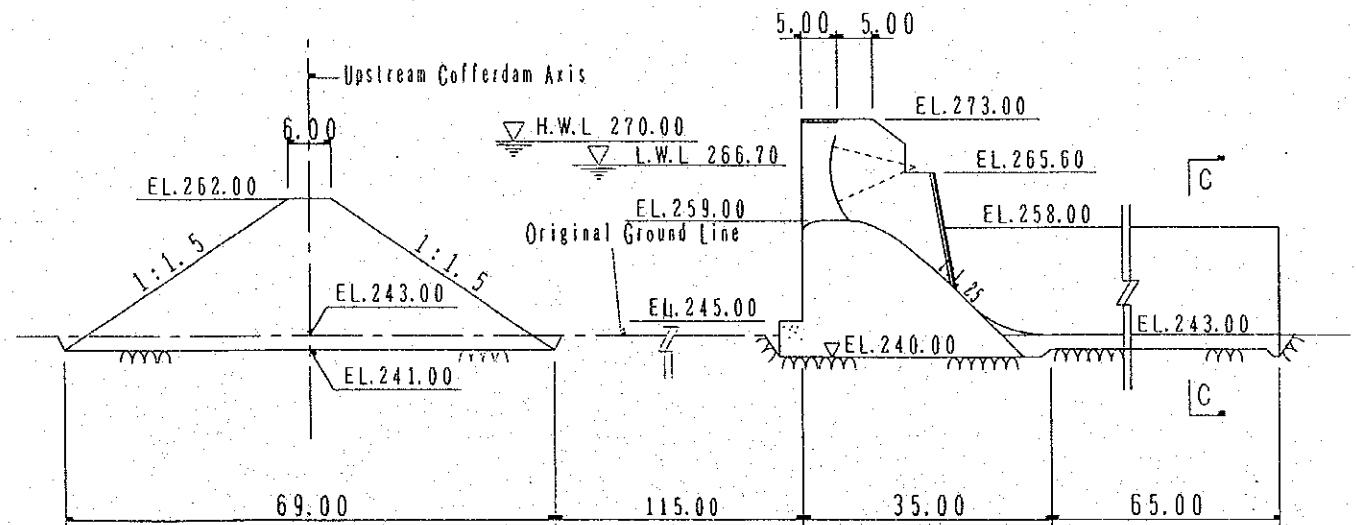 5.00 5.00
Upstream Cofferdam Axis
6.00
H.W.L 270.00
EL.273.00
L.W.L 266.70
EL.265.60
C
EL.262.00
EL.259.00
EL.258.00
Original Ground Line
1:1.5
1:1.5
EL.243.00
EL.245.00
EL.243.00
EL.240.00
EL.241.00
C
69.00
115.00
35.00
65.00